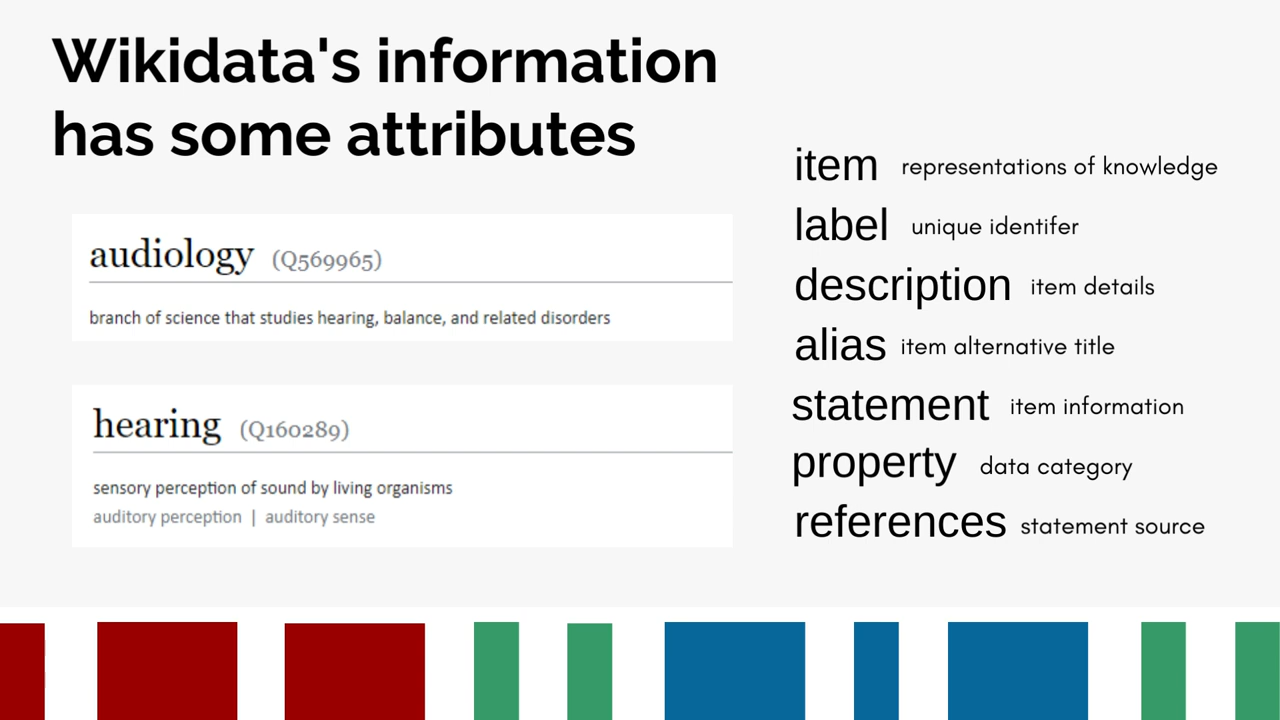 Wikidata's information
has some attributes
audiology (Q569965)
branch of science that studies hearing, balance, and related disorders
hearing (Q160289)
sensory perception of sound by living organisms
auditory perception | auditory sense
item representations of knowledge
label unique identifer
description item details
alias item alternative title
statement item information
property data category
references statement source